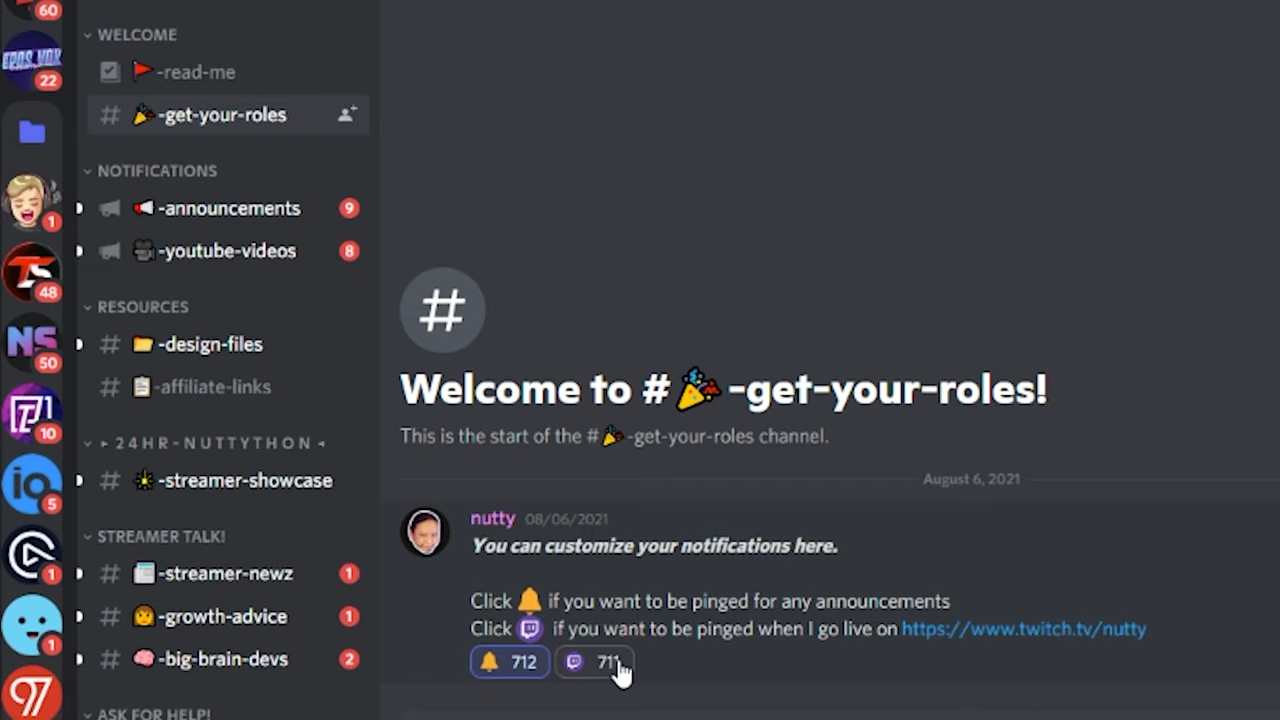 60
22
1
48
50
10
5
1
1
97
WELCOME
-read-me
# -get-your-roles
NOTIFICATIONS
-announcements 9
-youtube-videos 8
RESOURCES
# -design-files
# -affiliate-links
▸ 24HR-NUTTYTHON ◂
# -streamer-showcase
STREAMER TALK!
# -streamer-newz 1
# -growth-advice 1
# -big-brain-devs 2
ASK FOR HELP!
#
Welcome to #🎉-get-your-roles!
This is the start of the #🎉-get-your-roles channel.
August 6, 2021
nutty 08/06/2021
You can customize your notifications here.
Click 🔔 if you want to be pinged for any announcements
Click if you want to be pinged when I go live on https://www.twitch.tv/nutty
712 711